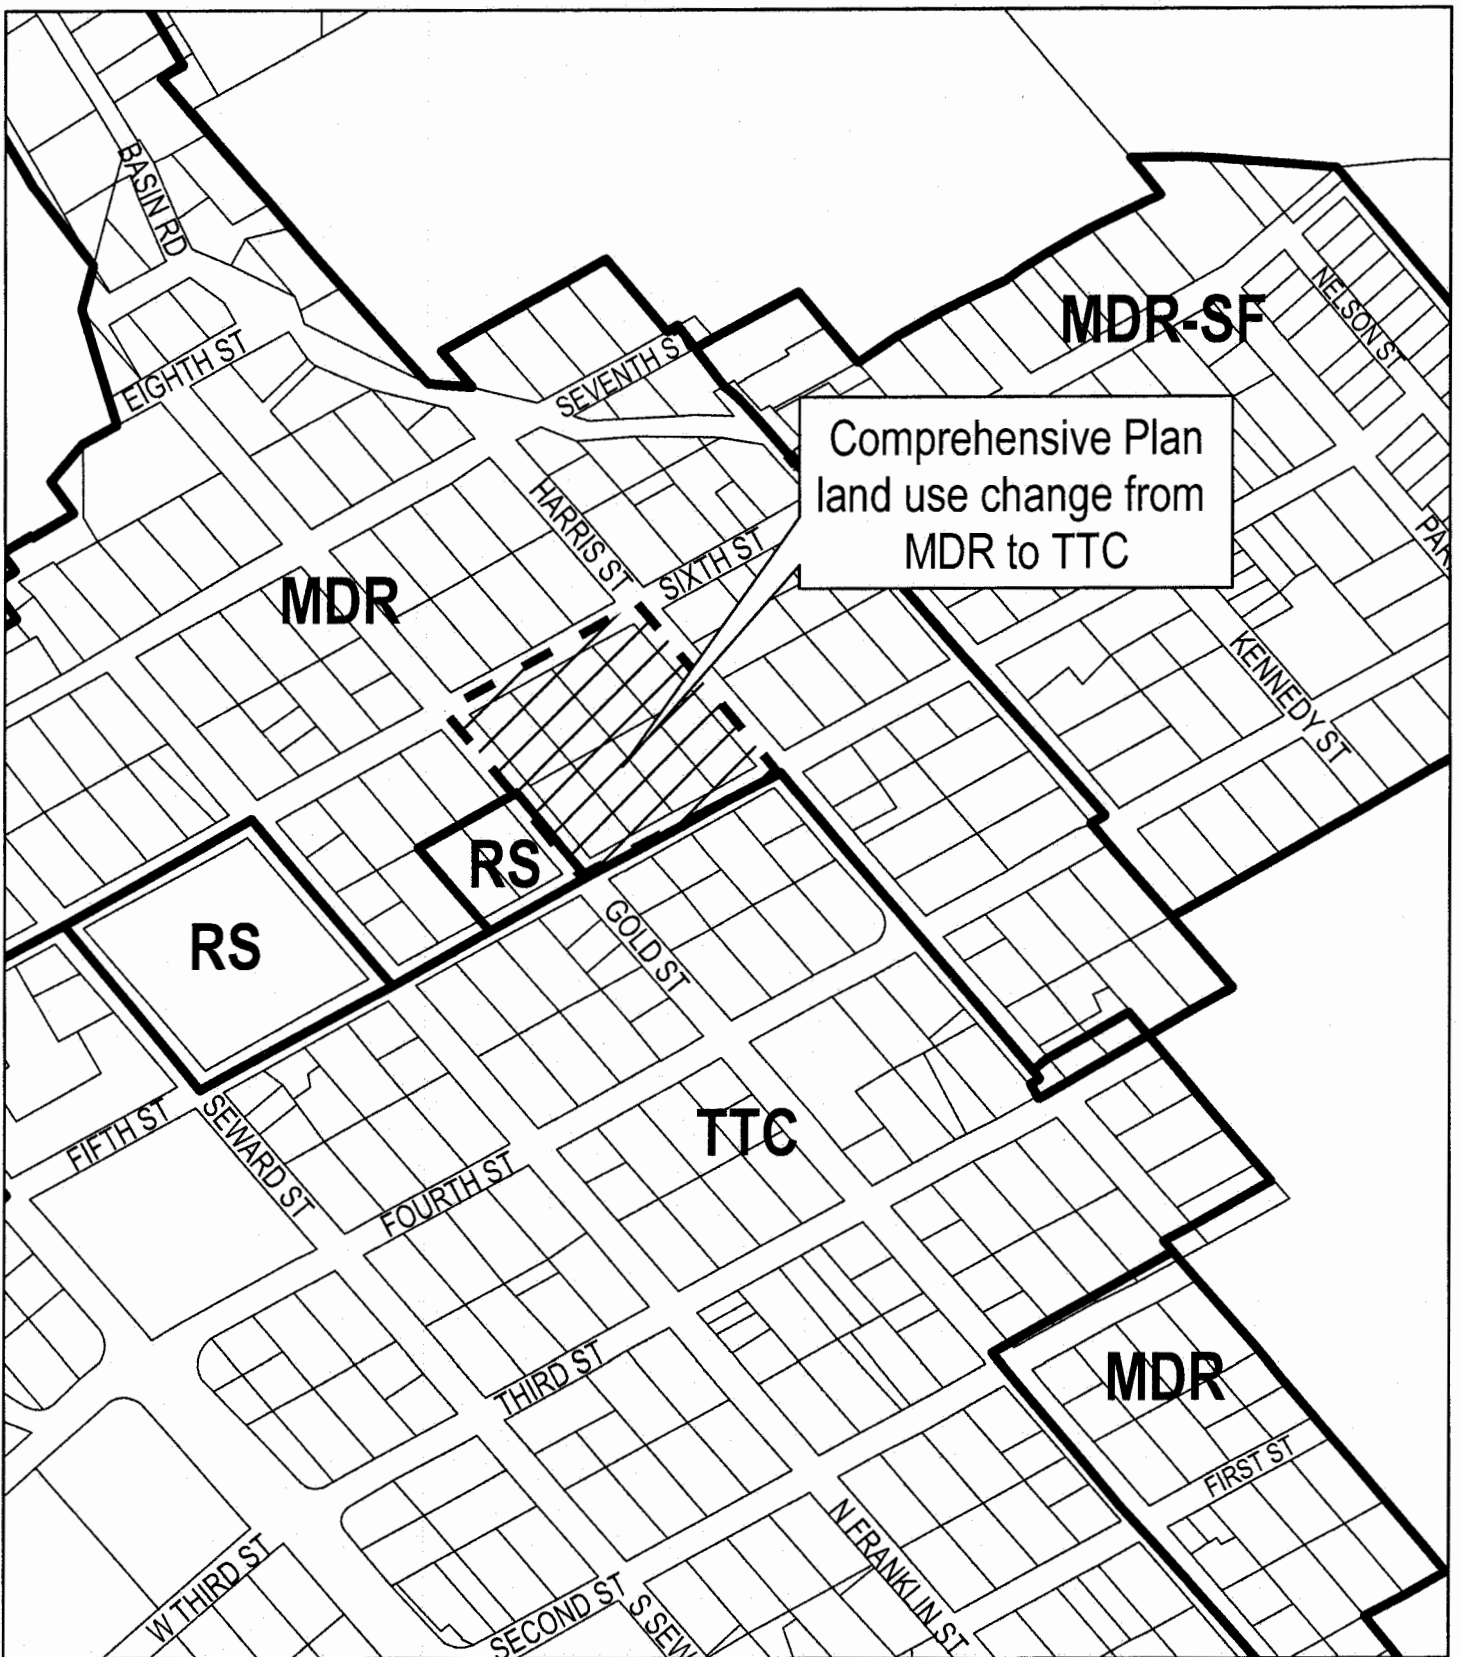 BASIN RD
MDR-SF
NELSON ST
EIGHTH ST
SEVENTH S
Comprehensive Plan
land use change from
MDR to TTC
HARRIS ST
SIXTH ST
PAR
MDR
KENNEDY ST
RS
RS
GOLD ST
TTC
FIFTH ST
SEWARD ST
FOURTH ST
THIRD ST
MDR
FIRST ST
N FRANKLIN ST
W THIRD ST
SECOND ST
S SEW